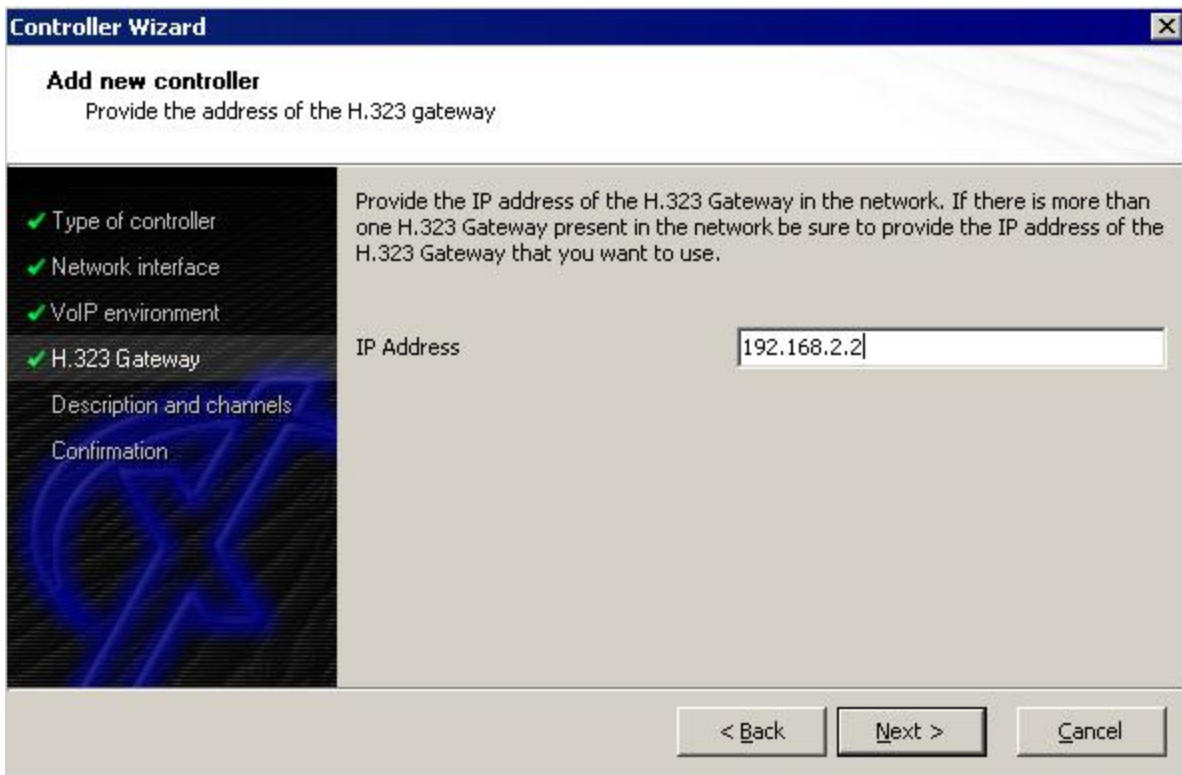 Controller Wizard
Add new controller
Provide the address of the H.323 gateway
Type of controller
Network interface
VoIP environment
H.323 Gateway
Description and channels
Confirmation
Provide the IP address of the H.323 Gateway in the network. If there is more than
one H.323 Gateway present in the network be sure to provide the IP address of the
H.323 Gateway that you want to use.
IP Address
192.168.2.2
< Back
Next >
Cancel